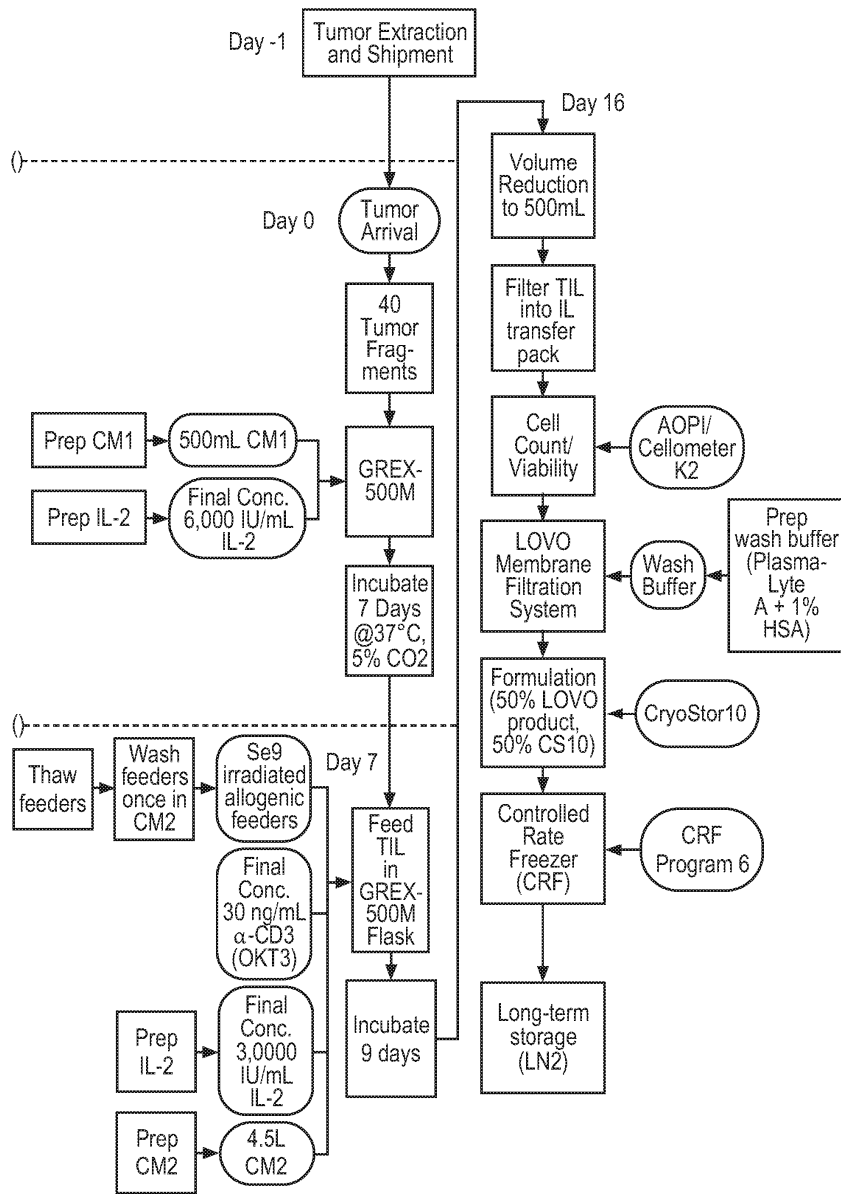 Day -1
Tumor Extraction
and Shipment
()
Day 0
Tumor
Arrival
40
Tumor
Frag-
ments
Prep CM1
500mL CM1
Prep IL-2
Final Conc.
6,000 IU/mL
IL-2
GREX-
500M
Incubate
7 Days
@37°C,
5% CO2
()
Day 7
Thaw
feeders
Wash
feeders
once in
CM2
Se9
irradiated
allogenic
feeders
Final
Conc.
30 ng/mL
α-CD3
(OKT3)
Feed
TIL
in
GREX-
500M
Flask
Prep
IL-2
Final
Conc.
3,0000
IU/mL
IL-2
Prep
CM2
4.5L
CM2
Incubate
9 days
Day 16
Volume
Reduction
to 500mL
Filter TIL
into IL
transfer
pack
Cell
Count/
Viability
AOPI/
Cellometer
K2
LOVO
Membrane
Filtration
System
Wash
Buffer
Prep
wash buffer
(Plasma-
Lyte
A + 1%
HSA)
Formulation
(50% LOVO
product,
50% CS10)
CryoStor10
Controlled
Rate
Freezer
(CRF)
CRF
Program 6
Long-term
storage
(LN2)